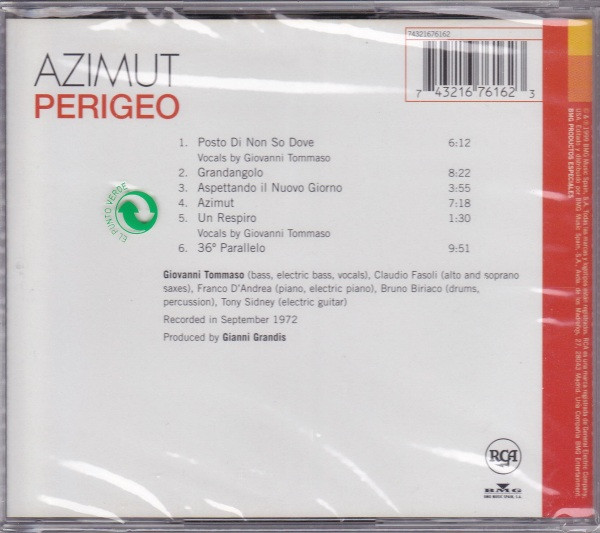 AZIMUT
PERIGEO
74321676162
7 43216 76162 3
1. Posto Di Non So Dove 6:12
Vocals by Giovanni Tommaso
2. Grandangolo 8:22
3. Aspettando il Nuovo Giorno 3:55
4. Azimut 7:18
5. Un Respiro 1:30
Vocals by Giovanni Tommaso
6. 36º Parallelo 9:51
EL PUNTO VERDE
Giovanni Tommaso (bass, electric bass, vocals), Claudio Fasoli (alto and soprano
saxes), Franco D'Andrea (piano, electric piano), Bruno Biriaco (drums,
percussion), Tony Sidney (electric guitar)
Recorded in September 1972
Produced by Gianni Grandis
RCA
BMG
BMG MUSIC SPAIN, S.A.
BMG PRODUCTOS ESPECIALES